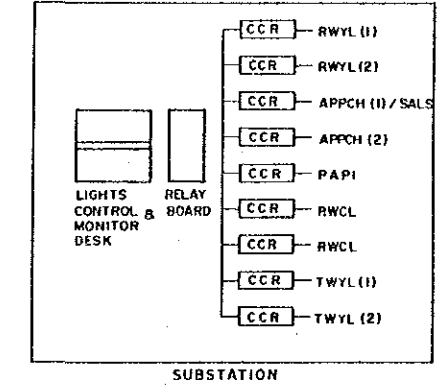 CCR RWYL (1)
CCR RWYL (2)
CCR APPCH (1) / SALS
CCR APPCH (2)
CCR PAPI
CCR RWCL
CCR RWCL
CCR TWYL (1)
CCR TWYL (2)
LIGHTS
CONTROL &
MONITOR
DESK
RELAY
BOARD
SUBSTATION